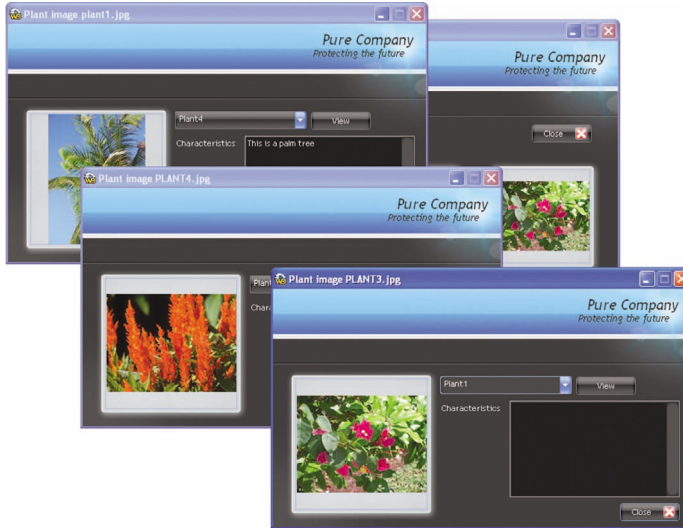 Plant image plant1.jpg
Pure Company
Protecting the future
Plant4
View
Characteristics
This is a palm tree
Pure Company
Protecting the future
Close
Plant image PLANT4.jpg
Pure Company
Protecting the future
Plant image PLANT3.jpg
Pure Company
Protecting the future
Plant1
View
Characteristics
Close